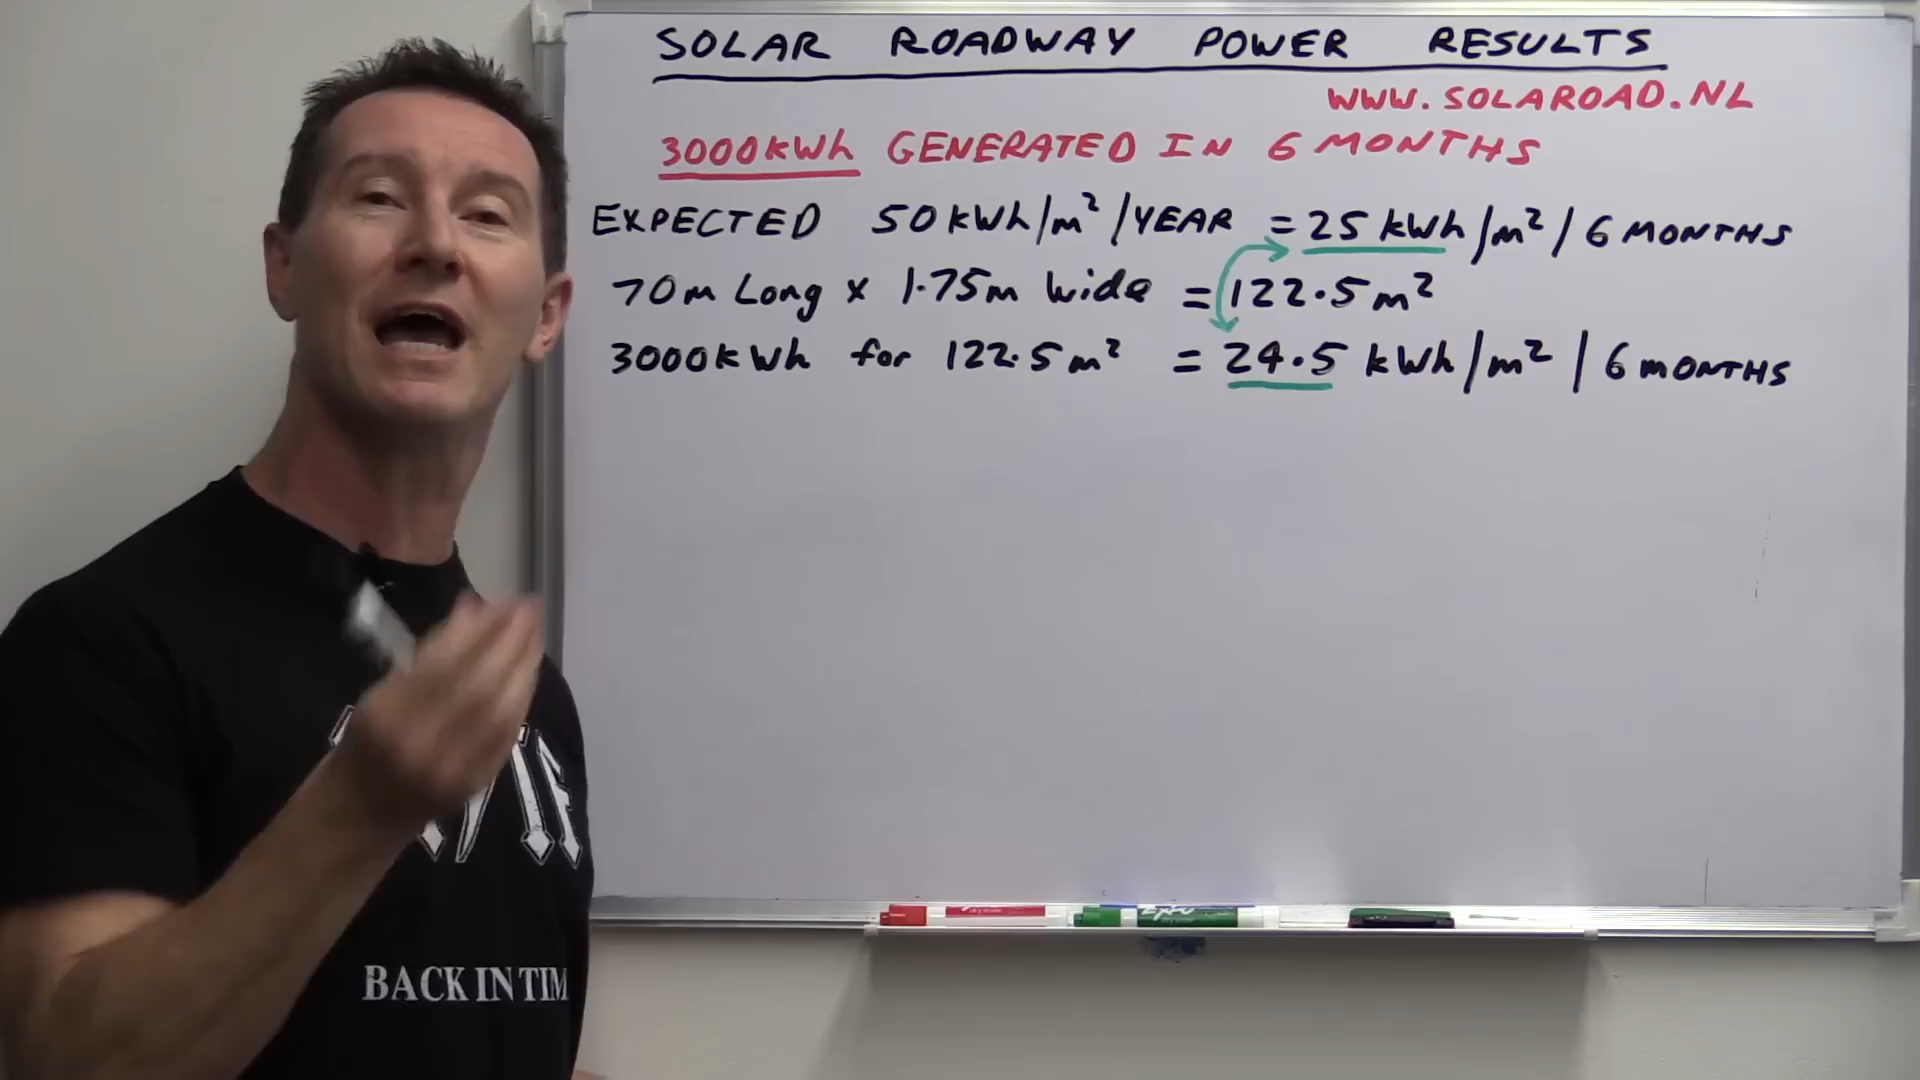 SOLAR ROADWAY POWER RESULTS
WWW.SOLAROAD.NL
3000kWh GENERATED IN 6 MONTHS
EXPECTED 50kWh/m²/YEAR = 25 kWh/m²/6 MONTHS
70m Long x 1.75m Wide = 122.5m²
3000kWh for 122.5m² = 24.5 kWh/m²/6 MONTHS
BACK IN TIM
EXPO